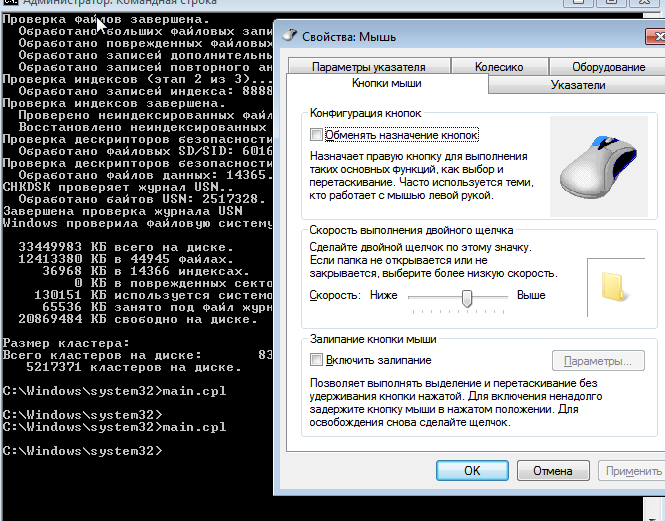 Администратор: Командная строка
Проверка файлов завершена.
Обработано больших файловых
Обработано поврежденных файловых
Обработано записей
Обработано записей повторного
Проверка индексов (этап 2 из 3)...
Обработано записей индекса: 8888
Проверка индексов завершена.
Проверено неиндексированных
Восстановлено неиндексированных
Проверка дескрипторов безопасности
Обработано файловых SD/SID: 6016
Проверка дескрипторов безопасности
Обработано файлов данных: 14365.
CHKDSK проверяет журнал USN..
Обработано байтов USN: 2517328.
Завершена проверка журнала USN
Windows проверила файловую систему
33449983 КБ всего на диске.
12413380 КБ в 44945 файлах.
36968 КБ в 14366 индексах.
0 КБ в поврежденных
130151 КБ используется
65536 КБ занято под файл
20869484 КБ свободно на диске.
Размер кластера:
Всего кластеров на диске: 83
5217371 кластеров на диске.
C:\Windows\system32>main.cpl
C:\Windows\system32>
C:\Windows\system32>main.cpl
C:\Windows\system32>
Свойства: Мышь
Параметры указателя Колесико Оборудование
Кнопки мыши Указатели
Конфигурация кнопок
Обменять назначение кнопок
Назначает правую кнопку для выполнения
таких основных функций, как выбор и
перетаскивание. Часто используется теми,
кто работает с мышью левой рукой.
Скорость выполнения двойного щелчка
Сделайте двойной щелчок по этому значку.
Если папка не открывается или не
закрывается, выберите более низкую скорость.
Скорость: Ниже Выше
Залипание кнопки мыши
Включить залипание Параметры...
Позволяет выполнять выделение и перетаскивание без
удерживания кнопки нажатой. Для включения ненадолго
задержите кнопку мыши в нажатом положении. Для
освобождения снова сделайте щелчок.
OK Отмена Применить